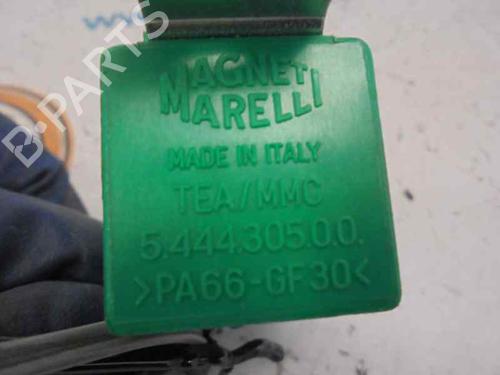 MAGNETI
MARELLI
MADE IN ITALY
TEA/MMC
5.444.305.0.0.
>PA66-GF30<
B-PARTS